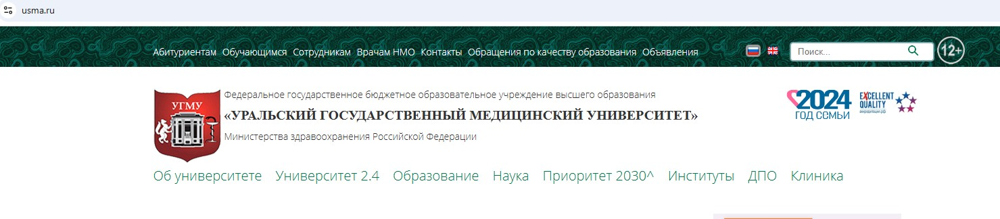 usma.ru
Абитуриентам Обучающимся Сотрудникам Врачам НМО Контакты Обращения по качеству образования Объявления Поиск... 12+
Федеральное государственное бюджетное образовательное учреждение высшего образования
УГМУ «УРАЛЬСКИЙ ГОСУДАРСТВЕННЫЙ МЕДИЦИНСКИЙ УНИВЕРСИТЕТ»
Министерства здравоохранения Российской Федерации
2024
ГОД СЕМЬИ
EXCELLENT
QUALITY
Об университете Университет 2.4 Образование Наука Приоритет 2030^ Институты ДПО Клиника